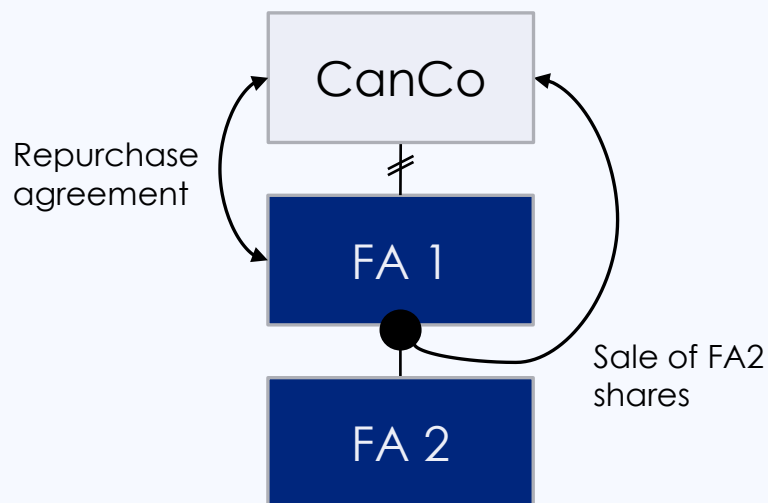 CanCo
Repurchase
agreement
FA 1
Sale of FA2
shares
FA 2